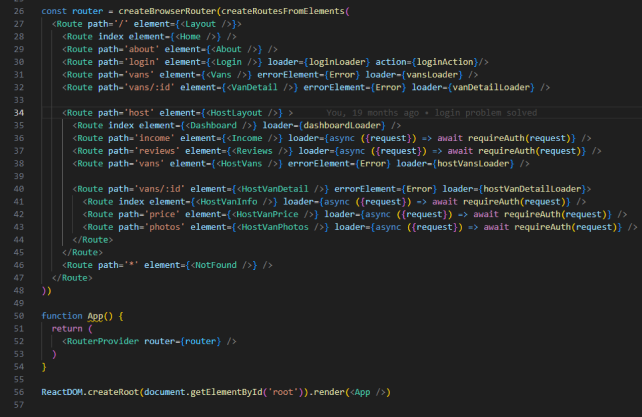 26 const router = createBrowserRouter(createRoutesFromElements(
27 <Route path='/' element={<Layout />}>
28 <Route index element={<Home />} />
29 <Route path='about' element={<About />} />
30 <Route path='login' element={<Login />} loader={loginLoader} action={loginAction}/>
31 <Route path='vans' element={<Vans />} errorElement={Error} loader={vansLoader} />
32 <Route path='vans/:id' element={<VanDetail />} errorElement={Error} loader={vanDetailLoader} />
33
34 <Route path='host' element={<HostLayout />} > You, 19 months ago • login problem solved
35 <Route index element={<Dashboard />} loader={dashboardLoader} />
36 <Route path='income' element={<Income />} loader={async ({request}) => await requireAuth(request)} />
37 <Route path='reviews' element={<Reviews />} loader={async ({request}) => await requireAuth(request)} />
38 <Route path='vans' element={<HostVans />} errorElement={Error} loader={hostVansLoader} />
39
40 <Route path='vans/:id' element={<HostVanDetail />} errorElement={Error} loader={hostVanDetailLoader}>
41 <Route index element={<HostVanInfo />} loader={async ({request}) => await requireAuth(request)} />
42 <Route path='price' element={<HostVanPrice />} loader={async ({request}) => await requireAuth(request)} />
43 <Route path='photos' element={<HostVanPhotos />} loader={async ({request}) => await requireAuth(request)} />
44 </Route>
45 </Route>
46 <Route path='*' element={<NotFound />} />
47 </Route>
48 ))
49
50 function App() {
51 return (
52 <RouterProvider router={router} />
53 )
54 }
55
56 ReactDOM.createRoot(document.getElementById('root')).render(<App />)
57